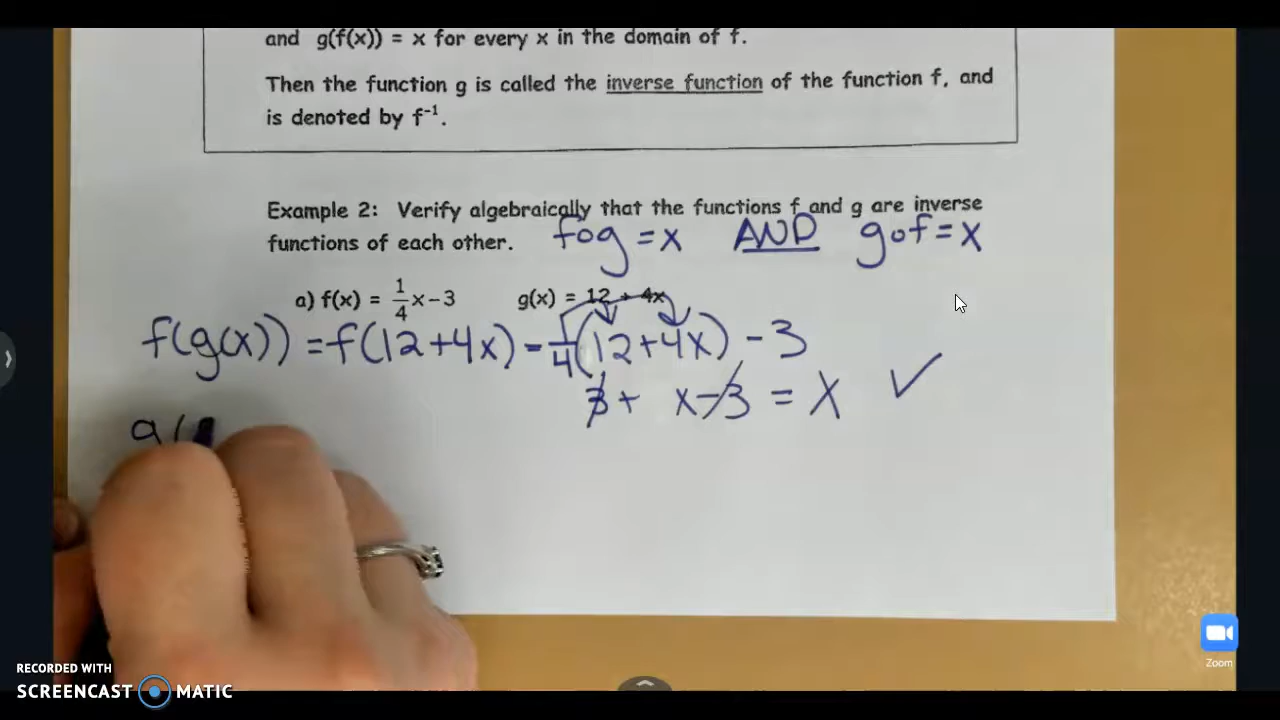 and g(f(x)) = x for every x in the domain of f.
Then the function g is called the inverse function of the function f, and
is denoted by f⁻¹.
Example 2: Verify algebraically that the functions f and g are inverse
functions of each other. fog = x AND gof = x
a) f(x) = 1/4 x - 3 g(x) = 12 + 4x
f(g(x)) = f(12+4x) = 1/4(12+4x) - 3
3 + x - 3 = x ✓
g(
RECORDED WITH
SCREENCAST MATIC
Zoom